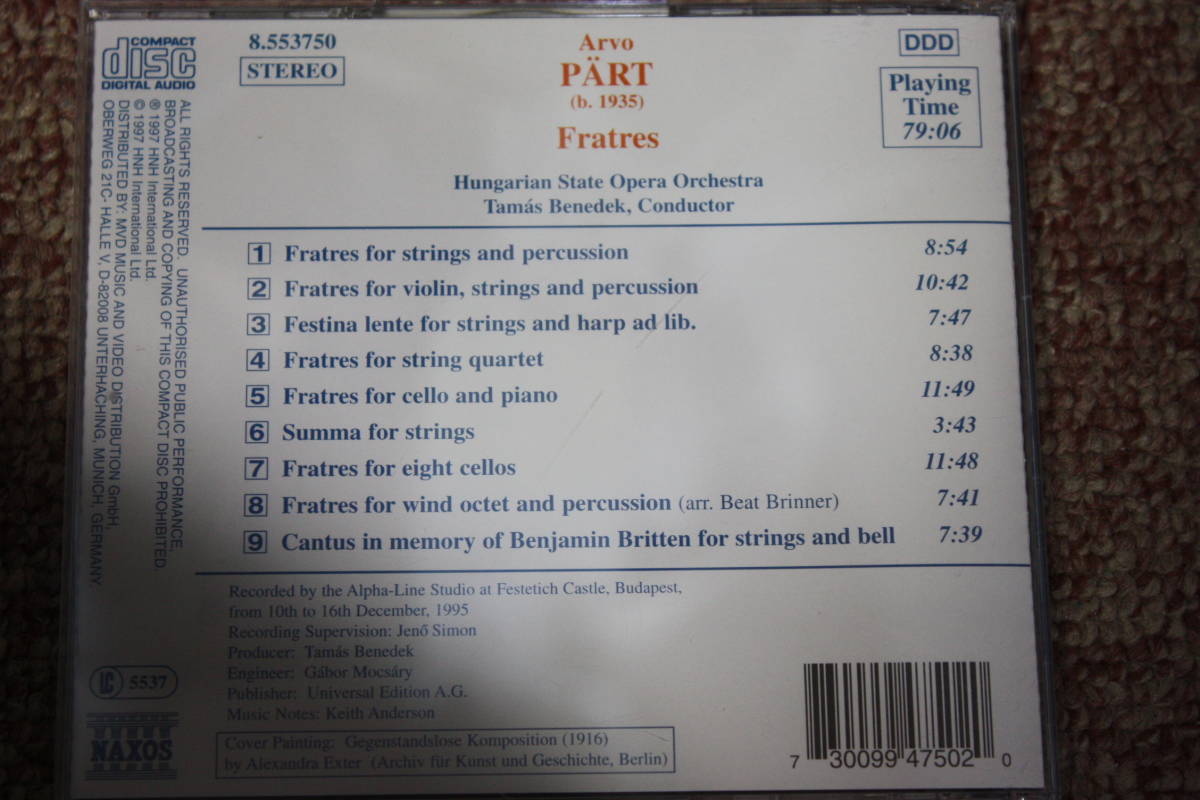 COMPACT
disc
DIGITAL AUDIO
8.553750
STEREO
Arvo
PÄRT
(b. 1935)
Fratres
DDD
Playing
Time
79:06
Hungarian State Opera Orchestra
Tamás Benedek, Conductor
1 Fratres for strings and percussion 8:54
2 Fratres for violin, strings and percussion 10:42
3 Festina lente for strings and harp ad lib. 7:47
4 Fratres for string quartet 8:38
5 Fratres for cello and piano 11:49
6 Summa for strings 3:43
7 Fratres for eight cellos 11:48
8 Fratres for wind octet and percussion (arr. Beat Brinner) 7:41
9 Cantus in memory of Benjamin Britten for strings and bell 7:39
Recorded by the Alpha-Line Studio at Festetich Castle, Budapest,
from 10th to 16th December, 1995
Recording Supervision: Jenő Simon
Producer: Tamás Benedek
Engineer: Gábor Mocsáry
Publisher: Universal Edition A.G.
Music Notes: Keith Anderson
Cover Painting: Gegenstandslose Komposition (1916)
by Alexandra Exter (Archiv für Kunst und Geschichte, Berlin)
ALL RIGHTS RESERVED. UNAUTHORISED PUBLIC PERFORMANCE,
BROADCASTING AND COPYING OF THIS COMPACT DISC PROHIBITED.
℗ 1997 HNH International Ltd.
© 1997 HNH International Ltd.
DISTRIBUTED BY: MVD MUSIC AND VIDEO DISTRIBUTION GmbH,
OBERWEG 21C- HALLE V, D-82008 UNTERHACHING, MUNICH, GERMANY.
LC 5537
NAXOS
7 30099 47502 0